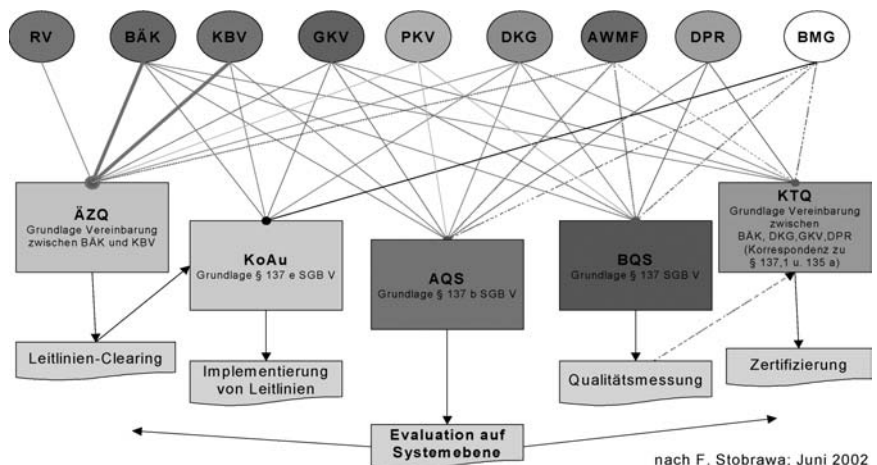 RV BÄK KBV GKV PKV DKG AWMF DPR BMG
ÄZQ
Grundlage Vereinbarung
zwischen BÄK und KBV
KoAu
Grundlage § 137 e SGB V
AQS
Grundlage § 137 b SGB V
BQS
Grundlage § 137 SGB V
KTQ
Grundlage Vereinbarung
zwischen
BÄK, DKG,GKV,DPR
(Korrespondenz zu
§ 137,1 u. 135 a)
Leitlinien-Clearing
Implementierung
von Leitlinien
Qualitätsmessung
Zertifizierung
Evaluation auf
Systemebene
nach F. Stobrawa; Juni 2002